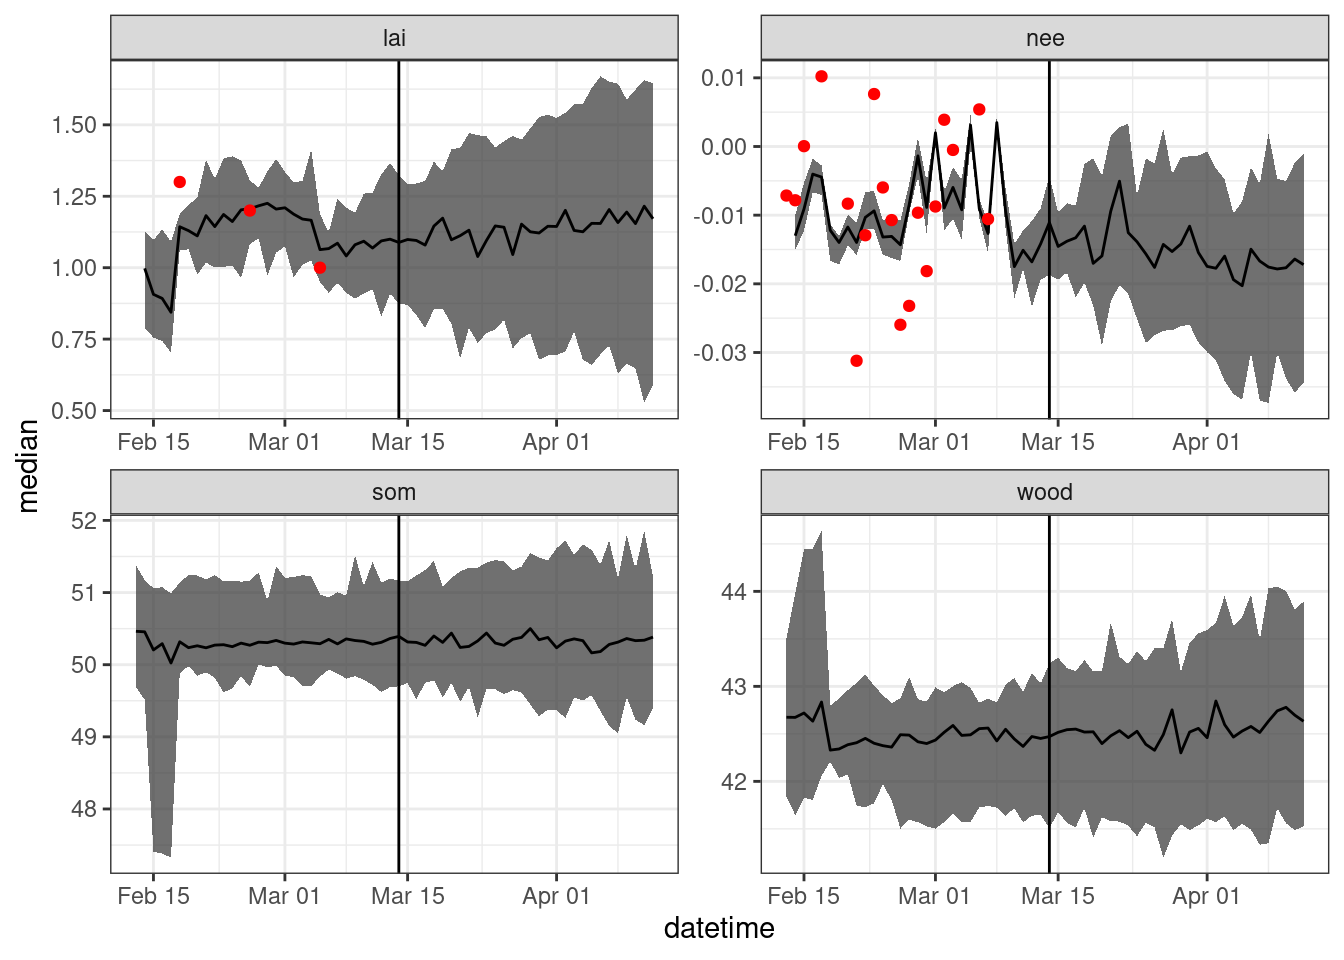 lai
nee
1.50
1.25
1.00
0.75
0.50
0.01
0.00
-0.01
-0.02
-0.03
Feb 15 Mar 01 Mar 15 Apr 01
Feb 15 Mar 01 Mar 15 Apr 01
median
som
wood
52
51
50
49
48
44
43
42
Feb 15 Mar 01 Mar 15 Apr 01
Feb 15 Mar 01 Mar 15 Apr 01
datetime